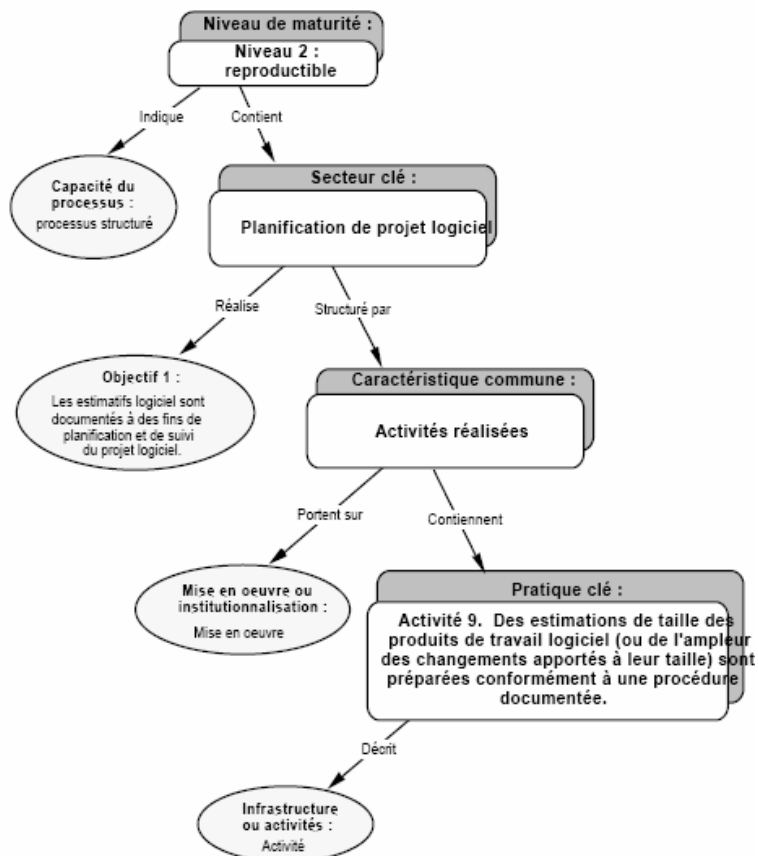 Niveau de maturité :
Niveau 2 :
reproductible
Indique
Contient
Capacité du
processus :
processus structuré
Secteur clé :
Planification de projet logiciel
Réalise
Structuré par
Objectif 1 :
Les estimatifs logiciel sont
documentés à des fins de
planification et de suivi
du projet logiciel.
Caractéristique commune :
Activités réalisées
Portent sur
Contiennent
Mise en oeuvre ou
institutionnalisation :
Mise en oeuvre
Pratique clé :
Activité 9. Des estimations de taille des
produits de travail logiciel (ou de l'ampleur
des changements apportés à leur taille) sont
préparées conformément à une procédure
documentée.
Décrit
Infrastructure
ou activités :
Activité